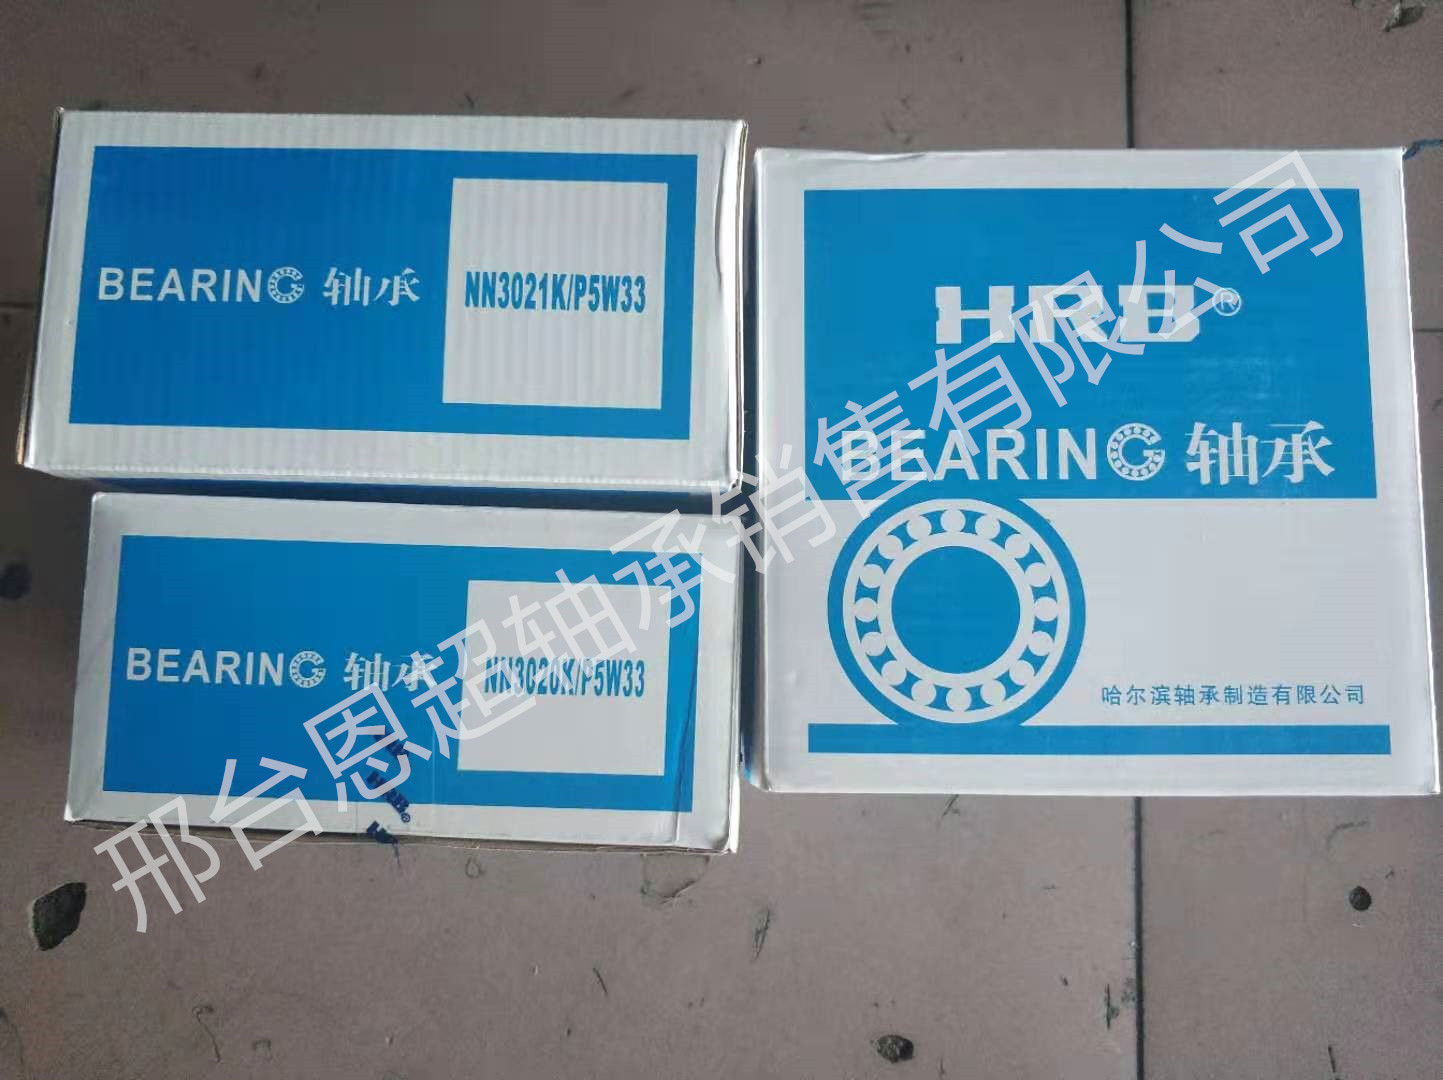 BEARING 轴承
NN3021K/P5W33
BEARING 轴承
NN3020K/P5W33
HRB®
BEARING 轴承
哈尔滨轴承制造有限公司
邢台恩超轴承销售有限公司